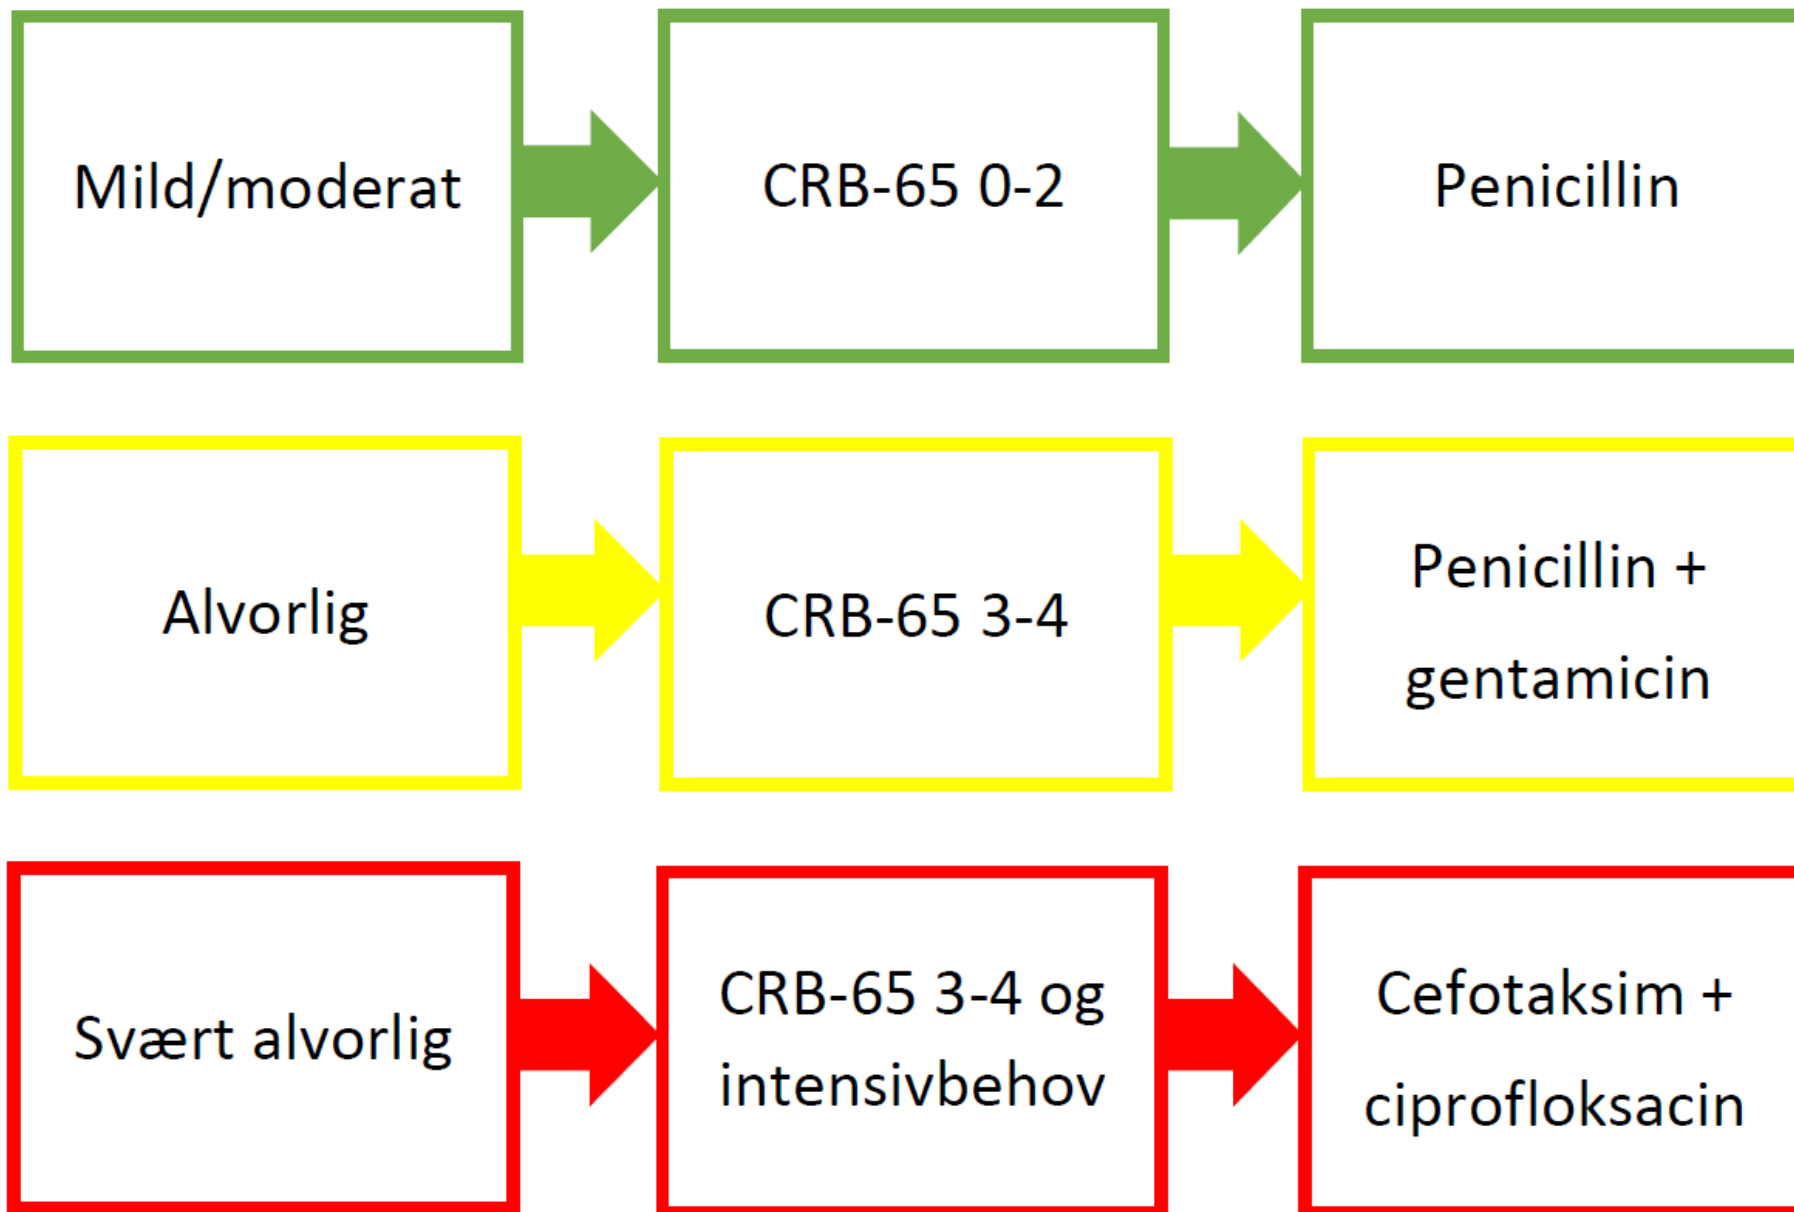 Mild/moderat
CRB-65 0-2
Penicillin
Alvorlig
CRB-65 3-4
Penicillin +
gentamicin
Svært alvorlig
CRB-65 3-4 og
intensivbehov
Cefotaksim +
ciprofloksacin